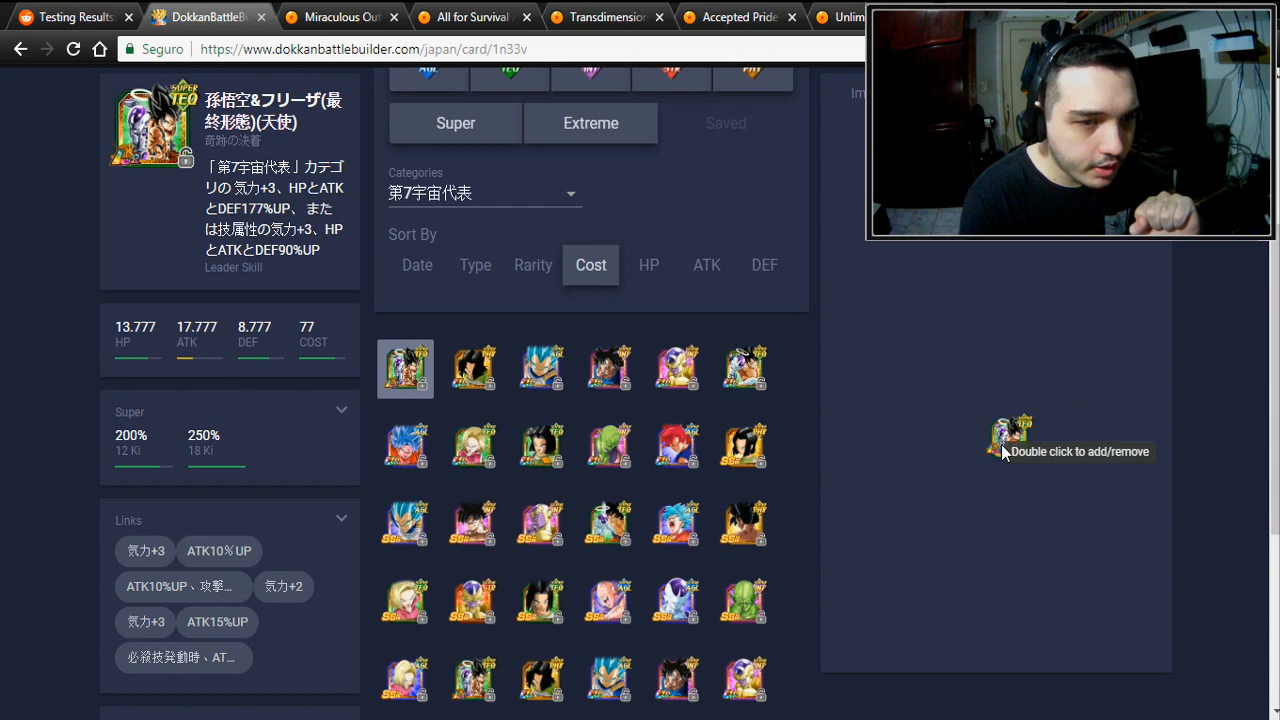 Testing Results:
DokkanBattleBu
Miraculous Out
All for Survival
Transdimension
Accepted Pride
Unlim
Seguro
https://www.dokkanbattlebuilder.com/japan/card/1n33v
SUPER
TEQ
孫悟空&フリーザ(最
終形態)(天使)
奇跡の決着
「第7宇宙代表」カテゴ
リの 気力+3、HPとATK
とDEF177%UP、また
は技属性の気力+3、HP
とATKとDEF90%UP
Leader Skill
13.777
17.777
8.777
77
HP
ATK
DEF
COST
Super
200%
250%
12 Ki
18 Ki
Links
気力+3
ATK10%UP
ATK10%UP、攻撃...
気力+2
気力+3
ATK15%UP
必殺技発動時、AT...
AGL
TEQ
INT
STR
PHY
Super
Extreme
Saved
Categories
第7宇宙代表
Sort By
Date
Type
Rarity
Cost
HP
ATK
DEF
Im
Double click to add/remove